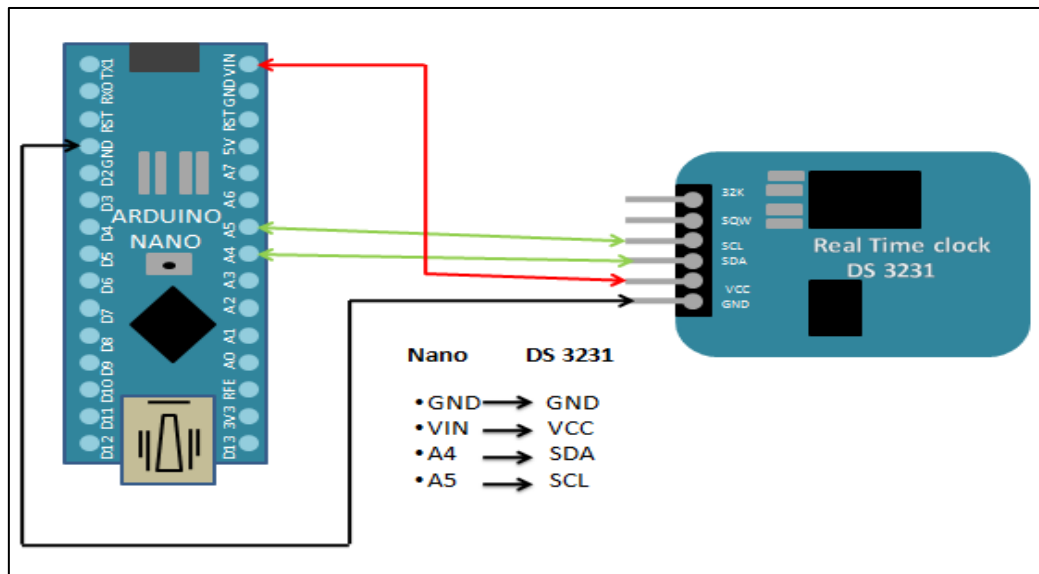 TX1
RX0
RST
GND
D2
D3
D4
D5
D6
D7
D8
D9
D10
D11
D12
VIN
GND
RST
5V
A7
A6
A5
A4
A3
A2
A1
A0
RFE
3V3
D13
ARDUINO
NANO
32K
SQW
SCL
SDA
VCC
GND
Real Time clock
DS 3231
Nano DS 3231
•GND GND
•VIN VCC
•A4 SDA
•A5 SCL